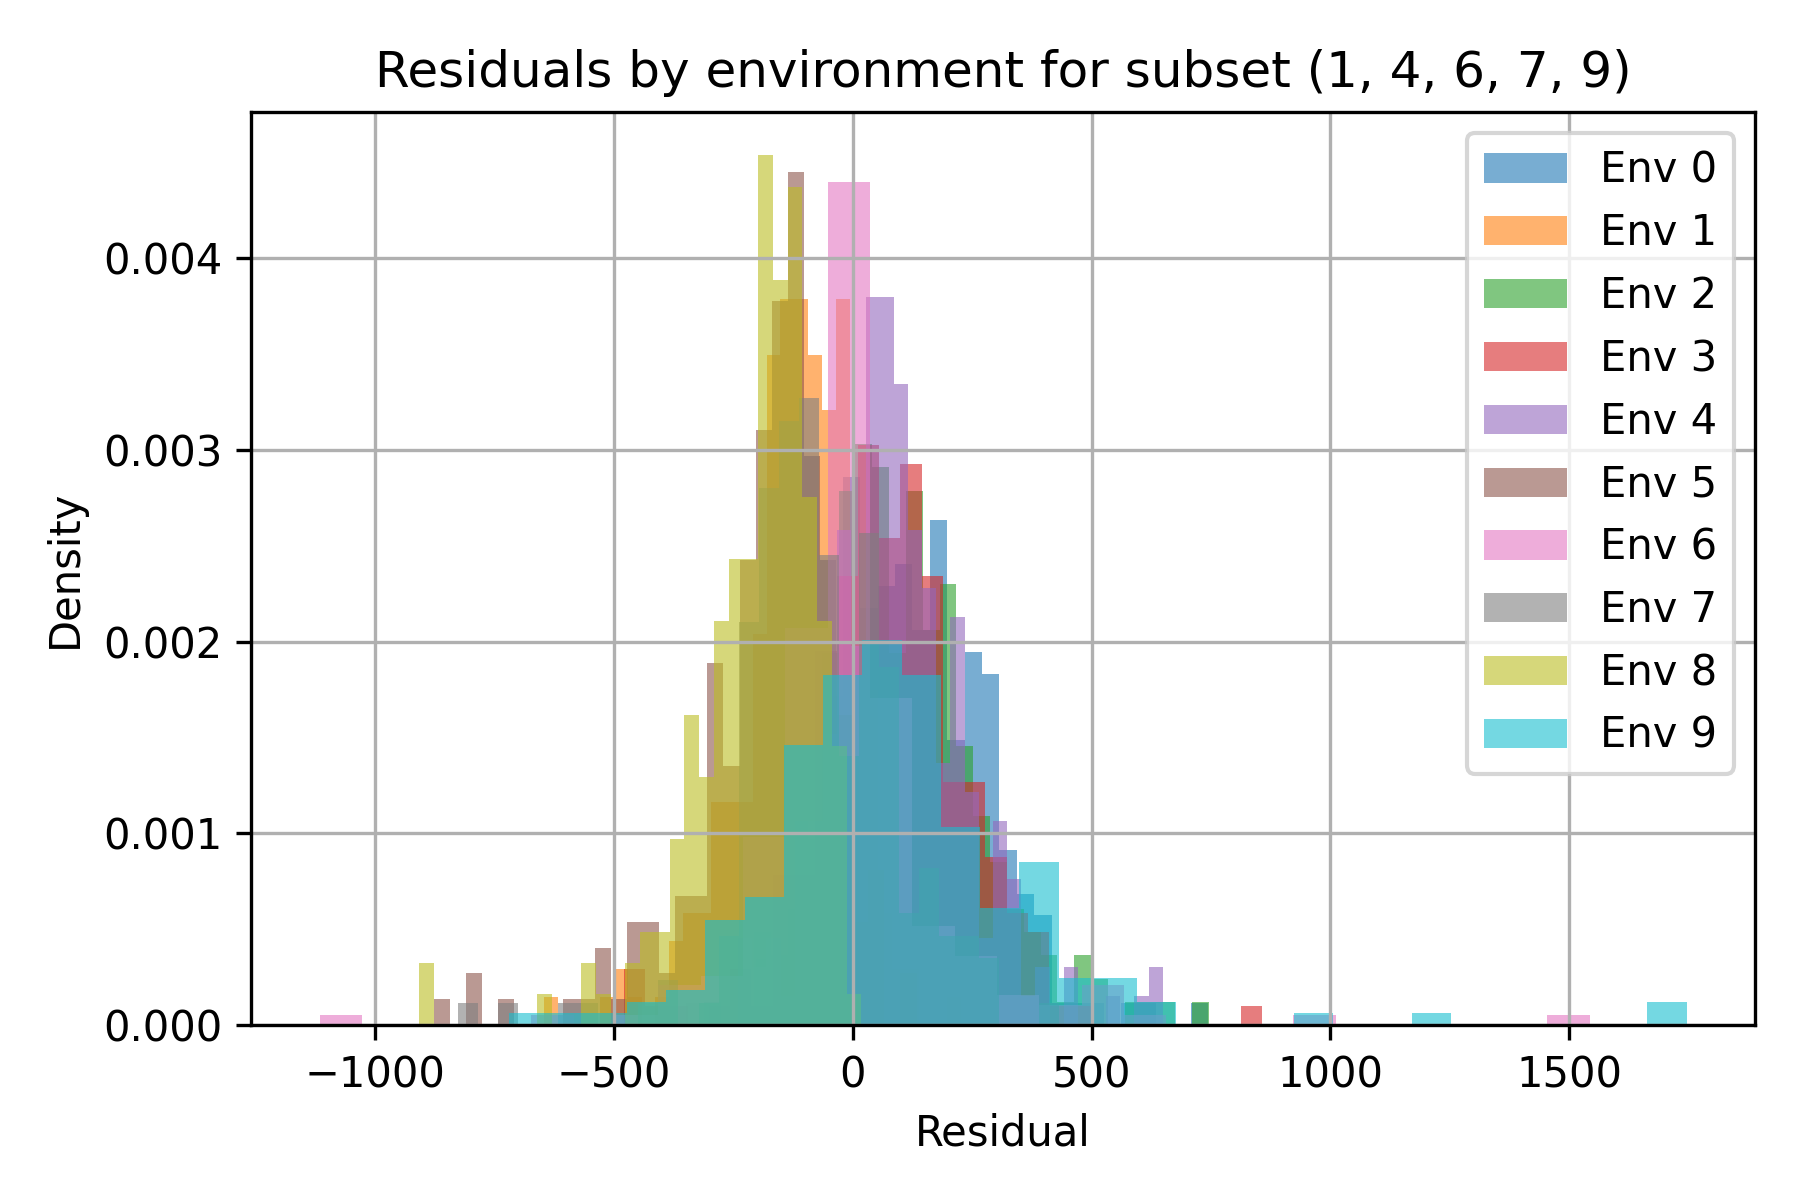 Residuals by environment for subset (1, 4, 6, 7, 9)
Env 0
Env 1
Env 2
Env 3
Env 4
Env 5
Env 6
Env 7
Env 8
Env 9
Density
0.004
0.003
0.002
0.001
0.000
−1000 −500 0 500 1000 1500
Residual